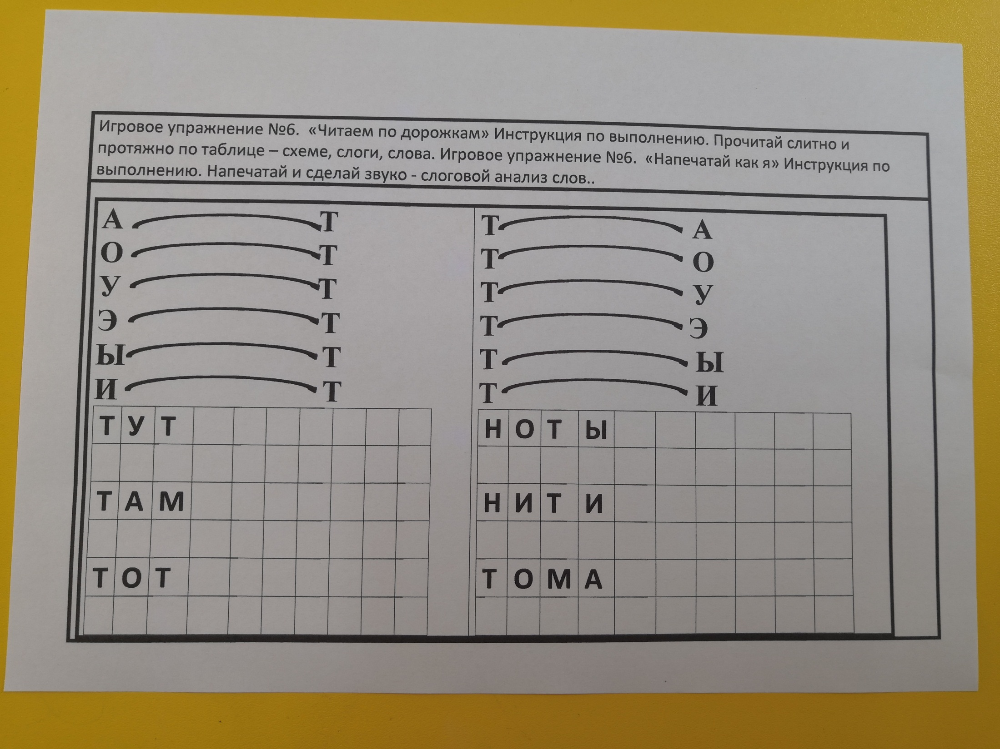 Игровое упражнение №6. «Читаем по дорожкам» Инструкция по выполнению. Прочитай слитно и
протяжно по таблице – схеме, слоги, слова. Игровое упражнение №6. «Напечатай как я» Инструкция по
выполнению. Напечатай и сделай звуко - слоговой анализ слов..
А Т
О Т
У Т
Э Т
Ы Т
И Т
Т А
Т О
Т У
Т Э
Т Ы
Т И
Т У Т
Т А М
Т О Т
Н О Т Ы
Н И Т И
Т О М А